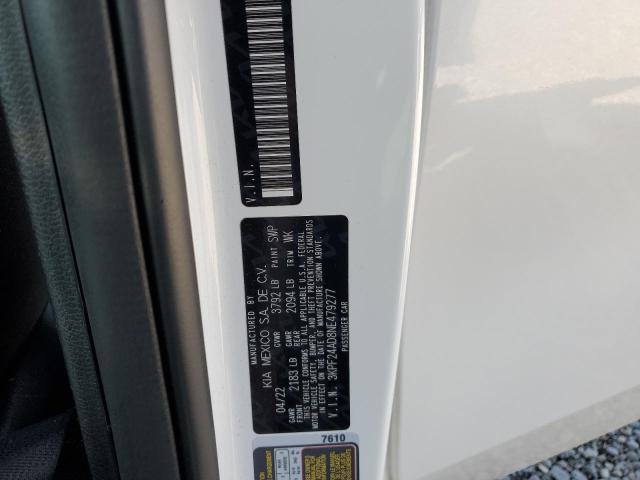 V.I.N.
MANUFACTURED BY
KIA MEXICO S.A. DE C.V.
04/22 GVWR 3792 LB PAINT SWP
GAWR FRONT 2183 LB GAWR REAR 2094 LB TRIM WK
THIS VEHICLE CONFORMS TO ALL APPLICABLE U.S.A. FEDERAL
MOTOR VEHICLE SAFETY, BUMPER, AND THEFT PREVENTION STANDARDS
IN EFFECT ON THE DATE OF MANUFACTURE SHOWN ABOVE.
V.I.N. 3KPF24AD8NE479277
PASSENGER CAR
7610